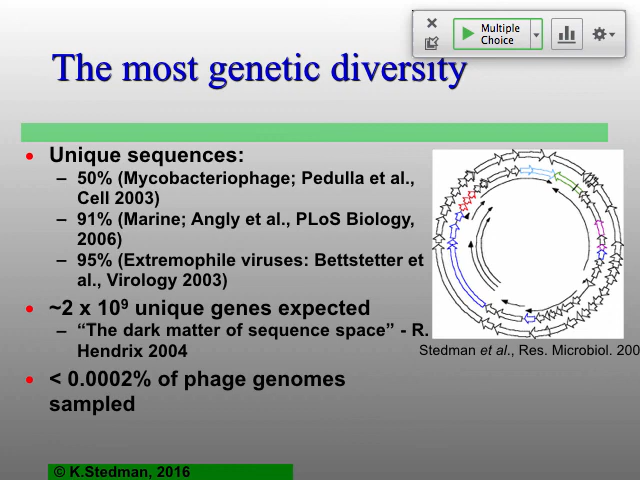 Multiple
Choice
The most genetic diversity
• Unique sequences:
– 50% (Mycobacteriophage; Pedulla et al.,
Cell 2003)
– 91% (Marine; Angly et al., PLoS Biology,
2006)
– 95% (Extremophile viruses: Bettstetter et
al., Virology 2003)
• ~2 x 10⁹ unique genes expected
– “The dark matter of sequence space” - R.
Hendrix 2004
• < 0.0002% of phage genomes
sampled
Stedman et al., Res. Microbiol. 200
© K.Stedman, 2016